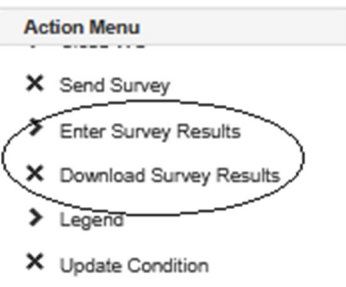 Action Menu
Send Survey
Enter Survey Results
Download Survey Results
Legend
Update Condition